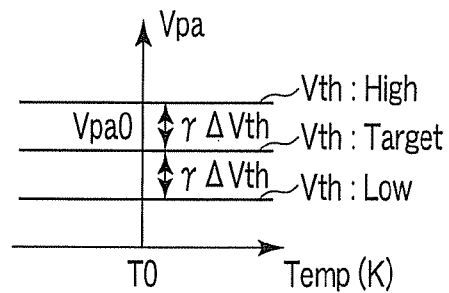 Vpa
Vth : High
Vpa0
γ ΔVth
Vth : Target
γ ΔVth
Vth : Low
T0
Temp (K)